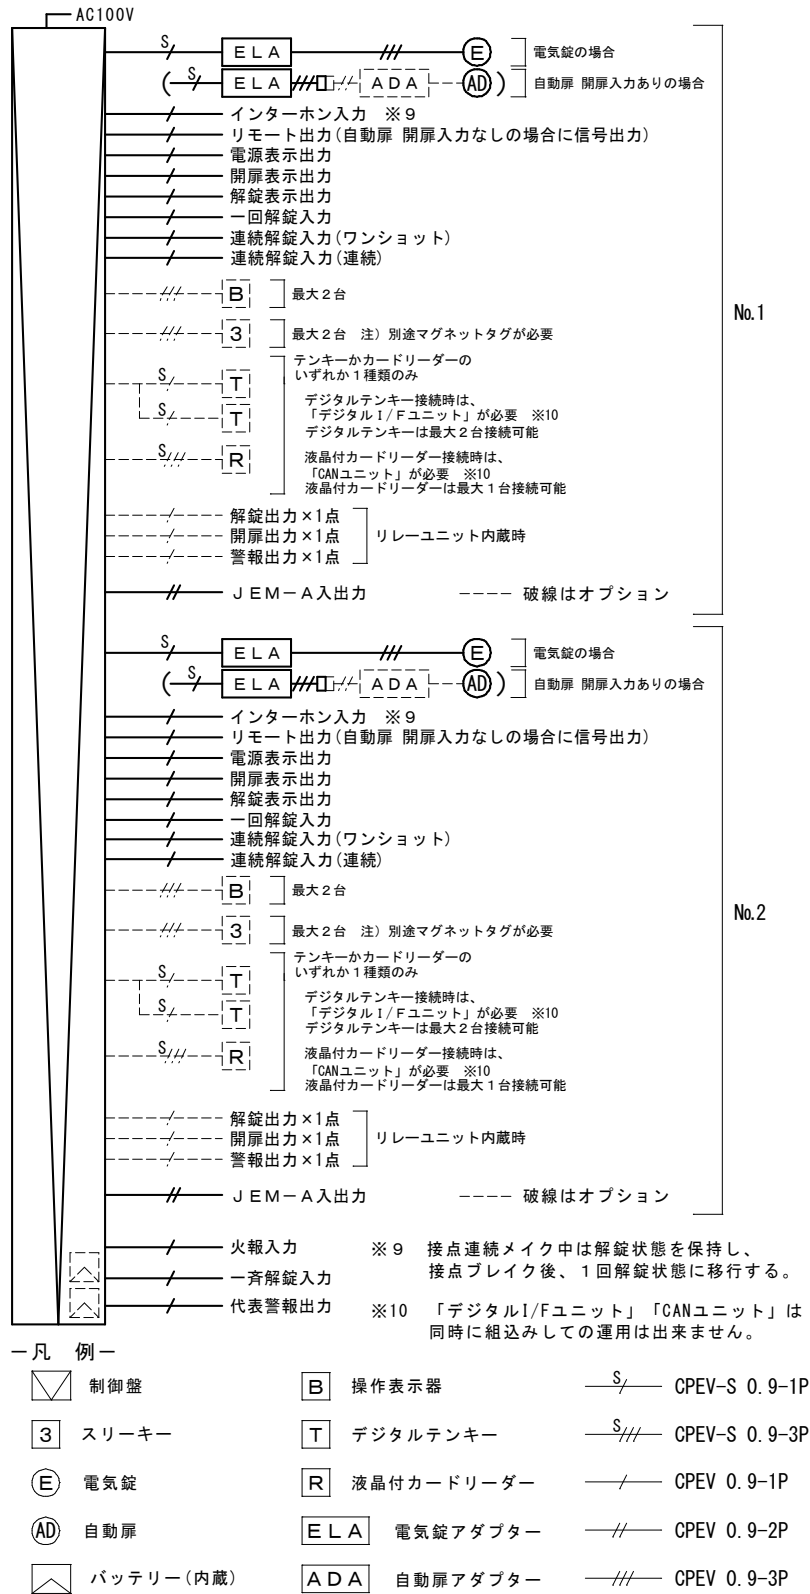 AC100V
S ELA E 電気錠の場合
( S ELA ADA AD ) 自動扉 開扉入力ありの場合
インターホン入力 ※9
リモート出力(自動扉 開扉入力なしの場合に信号出力)
電源表示出力
開扉表示出力
解錠表示出力
一回解錠入力
連続解錠入力(ワンショット)
連続解錠入力(連続)
No.1
B 最大2台
3 最大2台 注)別途マグネットタグが必要
テンキーかカードリーダーの
いずれか1種類のみ
S T
デジタルテンキー接続時は、
「デジタルI/Fユニット」が必要 ※10
S T
デジタルテンキーは最大2台接続可能
液晶付カードリーダー接続時は、
S R
「CANユニット」が必要 ※10
液晶付カードリーダーは最大1台接続可能
解錠出力×1点
開扉出力×1点 リレーユニット内蔵時
警報出力×1点
JEM-A入出力 ---- 破線はオプション
S ELA E 電気錠の場合
( S ELA ADA AD ) 自動扉 開扉入力ありの場合
インターホン入力 ※9
リモート出力(自動扉 開扉入力なしの場合に信号出力)
電源表示出力
開扉表示出力
解錠表示出力
一回解錠入力
連続解錠入力(ワンショット)
連続解錠入力(連続)
B 最大2台
No.2
3 最大2台 注)別途マグネットタグが必要
テンキーかカードリーダーの
いずれか1種類のみ
S T
デジタルテンキー接続時は、
「デジタルI/Fユニット」が必要 ※10
S T
デジタルテンキーは最大2台接続可能
液晶付カードリーダー接続時は、
S R
「CANユニット」が必要 ※10
液晶付カードリーダーは最大1台接続可能
解錠出力×1点
開扉出力×1点 リレーユニット内蔵時
警報出力×1点
JEM-A入出力 ---- 破線はオプション
火報入力
一斉解錠入力
代表警報出力
※9 接点連続メイク中は解錠状態を保持し、
接点ブレイク後、1回解錠状態に移行する。
※10 「デジタルI/Fユニット」「CANユニット」は
同時に組込みしての運用は出来ません。
-凡 例-
制御盤 B 操作表示器 S CPEV-S 0.9-1P
3 スリーキー T デジタルテンキー S CPEV-S 0.9-3P
E 電気錠 R 液晶付カードリーダー CPEV 0.9-1P
AD 自動扉 ELA 電気錠アダプター CPEV 0.9-2P
バッテリー(内蔵) ADA 自動扉アダプター CPEV 0.9-3P